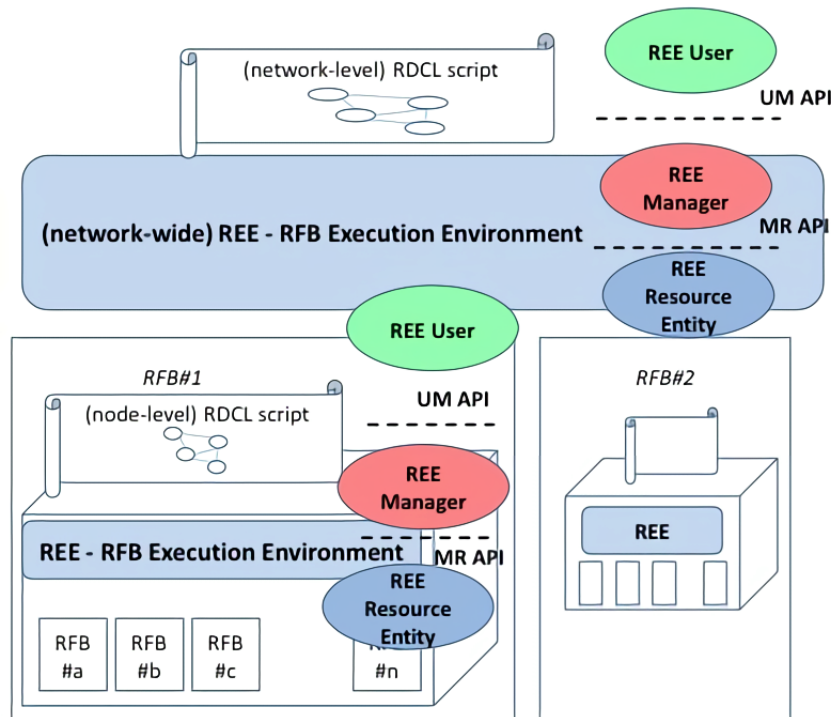 REE User
(network-level) RDCL script
UM API
REE
Manager
MR API
(network-wide) REE - RFB Execution Environment
REE
Resource
Entity
REE User
RFB#1
RFB#2
UM API
(node-level) RDCL script
REE
Manager
REE
REE - RFB Execution Environment
MR API
REE
Resource
Entity
RFB
#a
RFB
#b
RFB
#c
#n